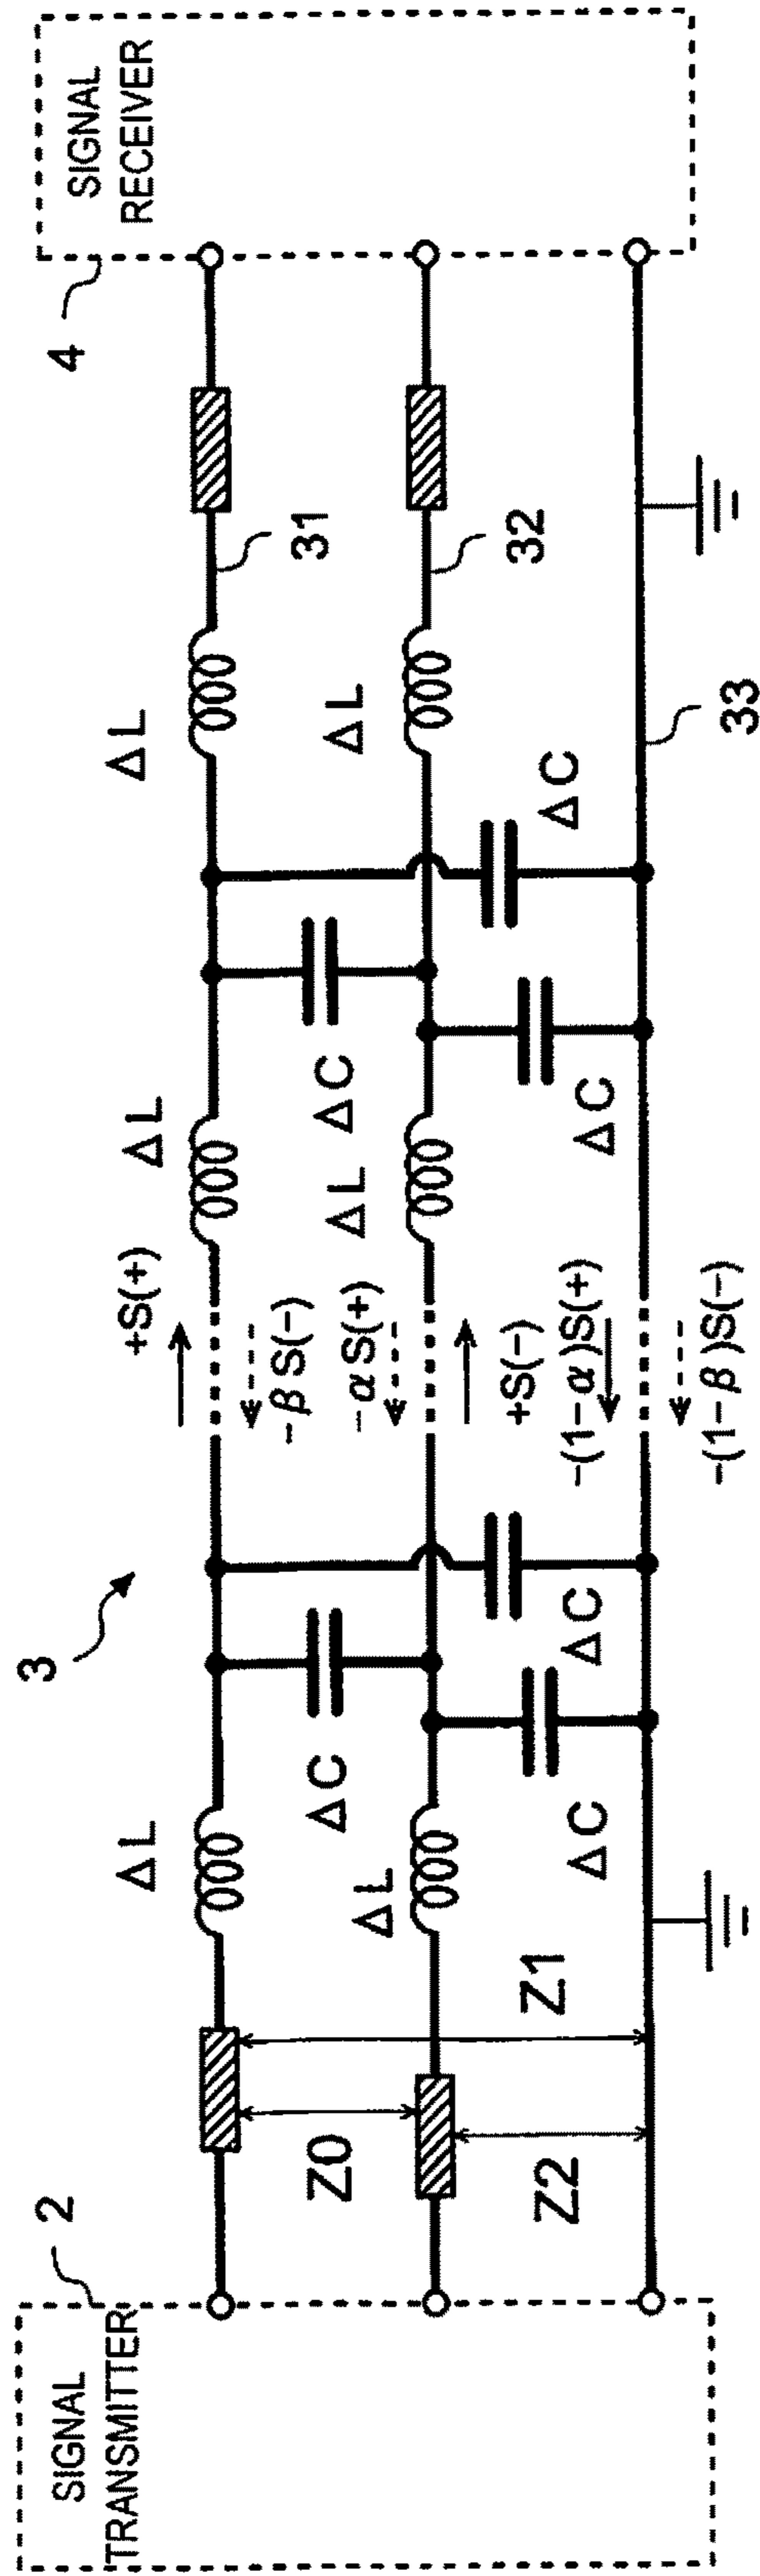 SIGNAL
TRANSMITTER
2
3
4
SIGNAL
RECEIVER
ΔL
ΔL
ΔL
+S(+)
31
-βS(-)
Z0
ΔC
ΔC
-αS(+)
ΔL
ΔL
ΔL
32
+S(-)
Z1
Z2
ΔC
ΔC
-(1-α)S(+)
ΔC
ΔC
-(1-β)S(-)
33